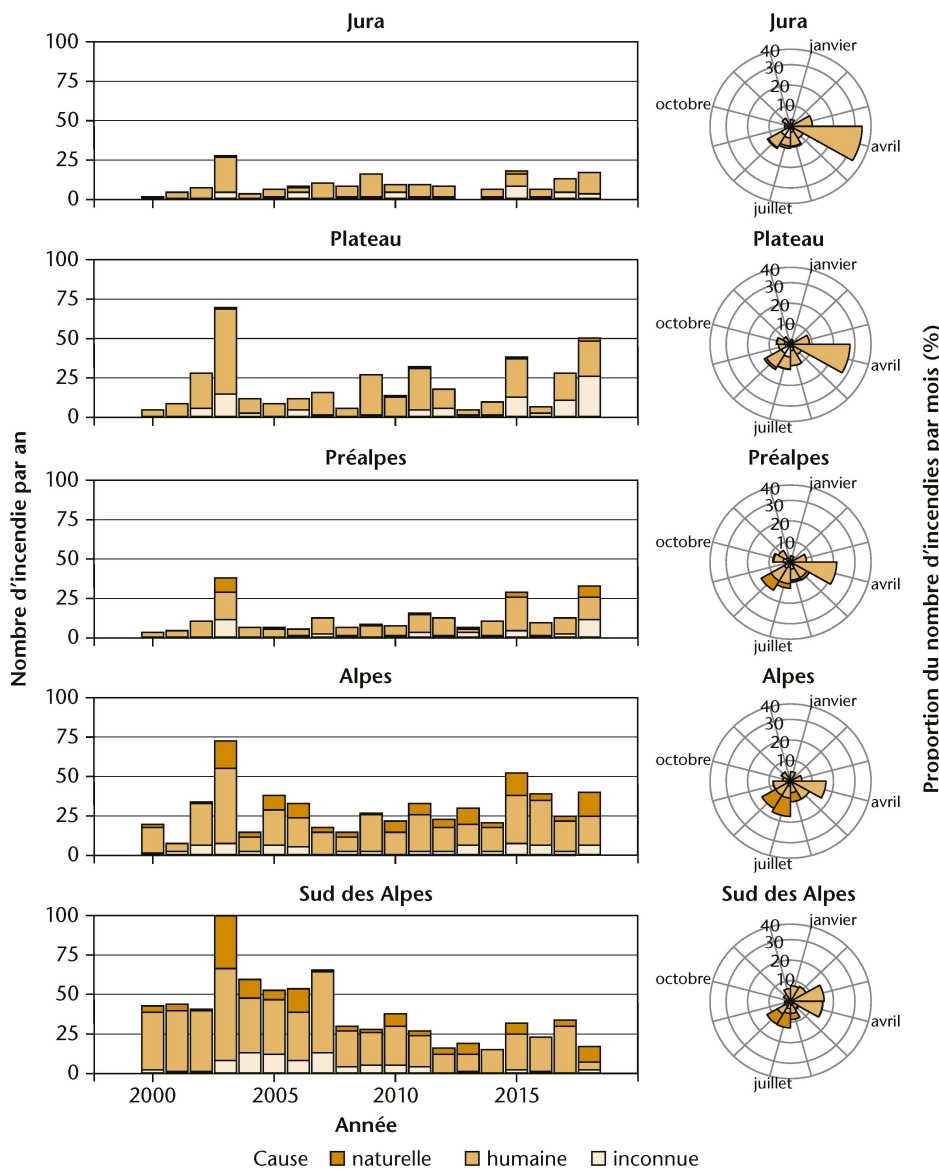 Jura
100
75
50
25
0
Jura
40
30
20
10
janvier
avril
juillet
octobre
Plateau
100
75
50
25
0
Plateau
40
30
20
10
janvier
avril
juillet
octobre
Préalpes
100
75
50
25
0
Préalpes
40
30
20
10
janvier
avril
juillet
octobre
Alpes
100
75
50
25
0
Alpes
40
30
20
10
janvier
avril
juillet
octobre
Sud des Alpes
100
75
50
25
0
Sud des Alpes
40
30
20
10
janvier
avril
juillet
octobre
2000 2005 2010 2015
Année
Nombre d'incendie par an
Proportion du nombre d'incendies par mois (%)
Cause naturelle humaine inconnue